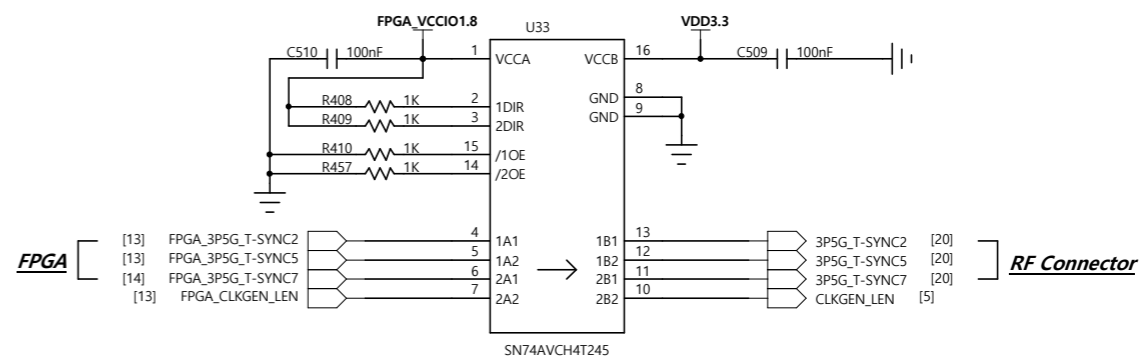 FPGA_VCCIO1.8 U33 VDD3.3
C510 100nF 1 VCCA VCCB 16 C509 100nF
R408 1K 2 1DIR GND 8
R409 1K 3 2DIR GND 9
R410 1K 15 /1OE
R457 1K 14 /2OE
[13] FPGA_3P5G_T-SYNC2 4 1A1 1B1 13 3P5G_T-SYNC2 [20]
[13] FPGA_3P5G_T-SYNC5 5 1A2 1B2 12 3P5G_T-SYNC5 [20]
FPGA [14] FPGA_3P5G_T-SYNC7 6 2A1 2B1 11 3P5G_T-SYNC7 [20] RF Connector
[13] FPGA_CLKGEN_LEN 7 2A2 2B2 10 CLKGEN_LEN [5]
SN74AVCH4T245